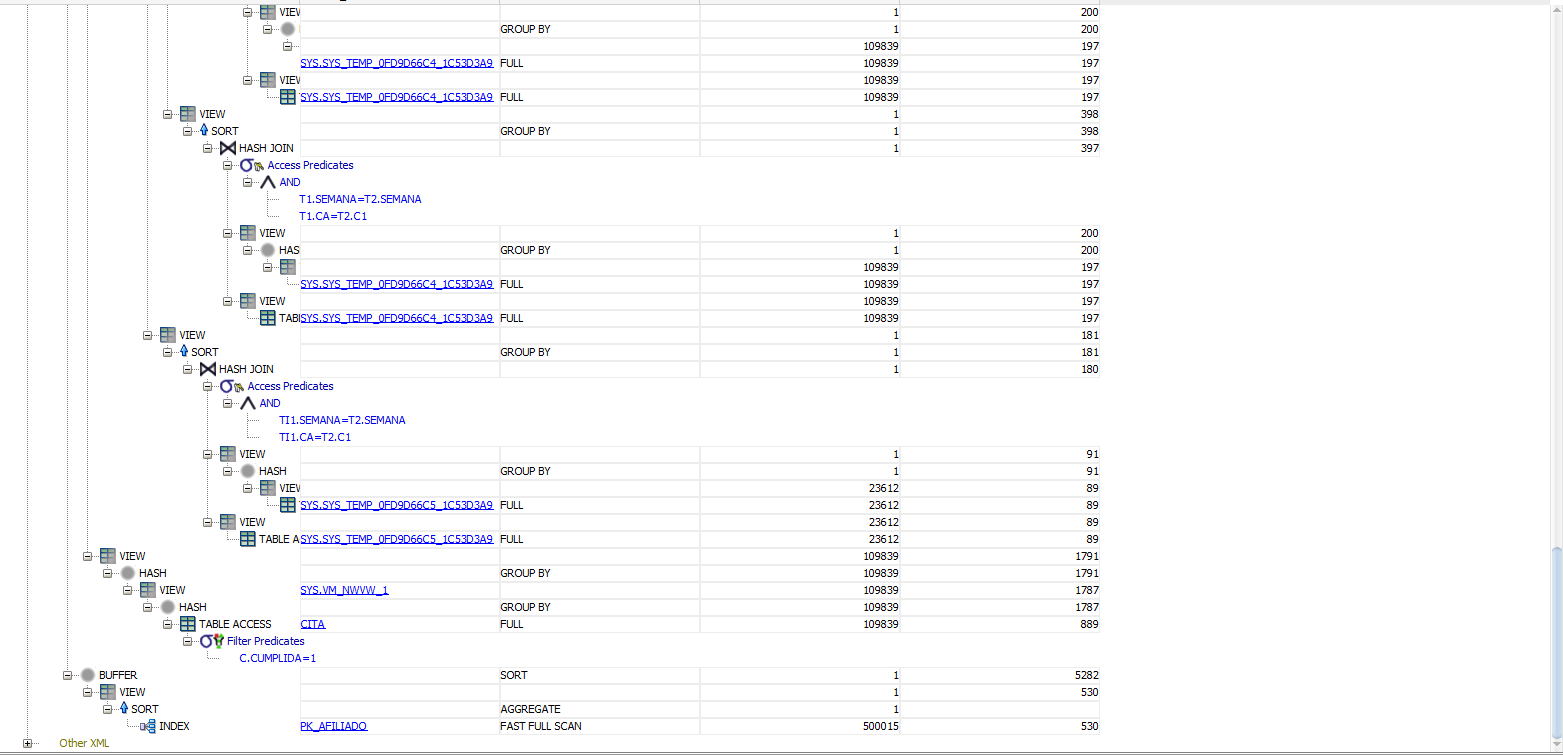 VIEW 1 200
GROUP BY 1 200
109839 197
SYS.SYS_TEMP_0FD9D66C4_1C53D3A9 FULL 109839 197
VIEW 109839 197
SYS.SYS_TEMP_0FD9D66C4_1C53D3A9 FULL 109839 197
VIEW 1 398
SORT GROUP BY 1 398
HASH JOIN 1 397
Access Predicates
AND
T1.SEMANA=T2.SEMANA
T1.CA=T2.C1
VIEW 1 200
HAS GROUP BY 1 200
109839 197
SYS.SYS_TEMP_0FD9D66C4_1C53D3A9 FULL 109839 197
VIEW 109839 197
TABL SYS.SYS_TEMP_0FD9D66C4_1C53D3A9 FULL 109839 197
VIEW 1 181
SORT GROUP BY 1 181
HASH JOIN 1 180
Access Predicates
AND
TI1.SEMANA=T2.SEMANA
TI1.CA=T2.C1
VIEW 1 91
HASH GROUP BY 1 91
VIEW 23612 89
SYS.SYS_TEMP_0FD9D66C5_1C53D3A9 FULL 23612 89
VIEW 23612 89
TABLE A SYS.SYS_TEMP_0FD9D66C5_1C53D3A9 FULL 23612 89
VIEW 109839 1791
HASH GROUP BY 109839 1791
VIEW SYS.VM_NWVW_1 109839 1787
HASH GROUP BY 109839 1787
TABLE ACCESS CITA FULL 109839 889
Filter Predicates
C.CUMPLIDA=1
BUFFER SORT 1 5282
VIEW 1 530
SORT AGGREGATE 1
INDEX PK_AFILIADO FAST FULL SCAN 500015 530
Other XML